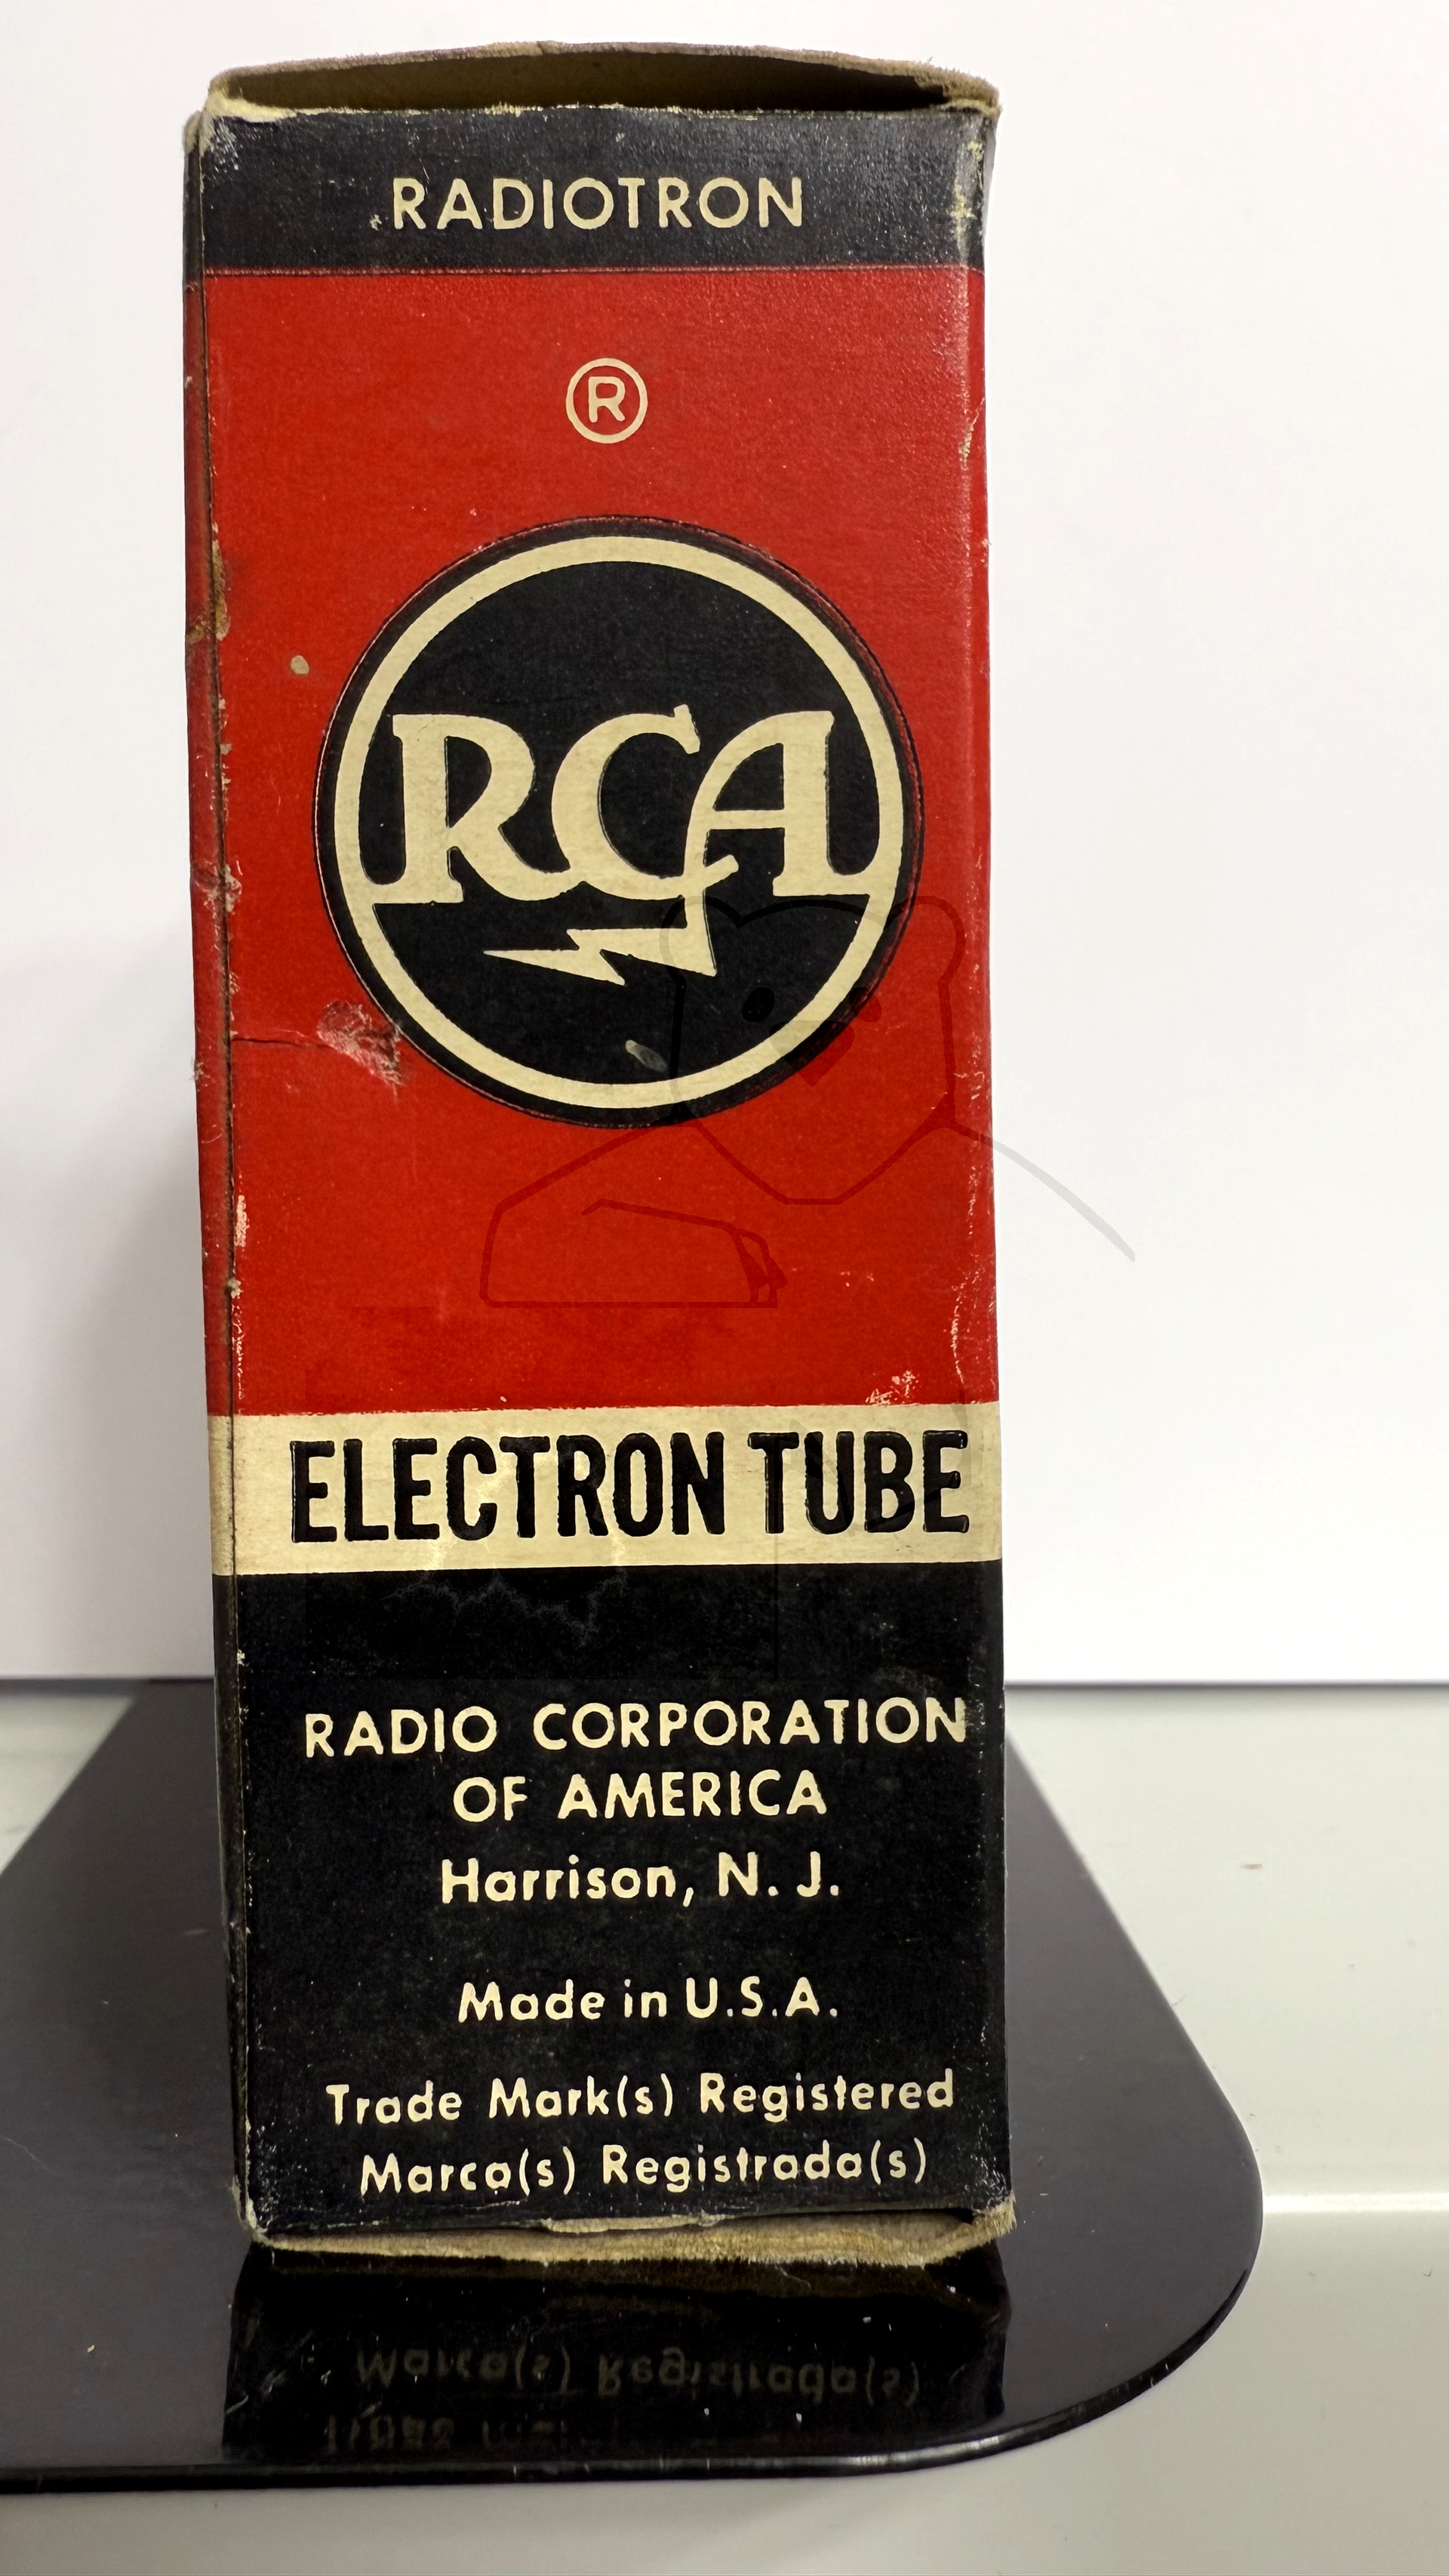 RADIOTRON
®
RCA
ELECTRON TUBE
RADIO CORPORATION
OF AMERICA
Harrison, N. J.
Made in U.S.A.
Trade Mark(s) Registered
Marca(s) Registrada(s)